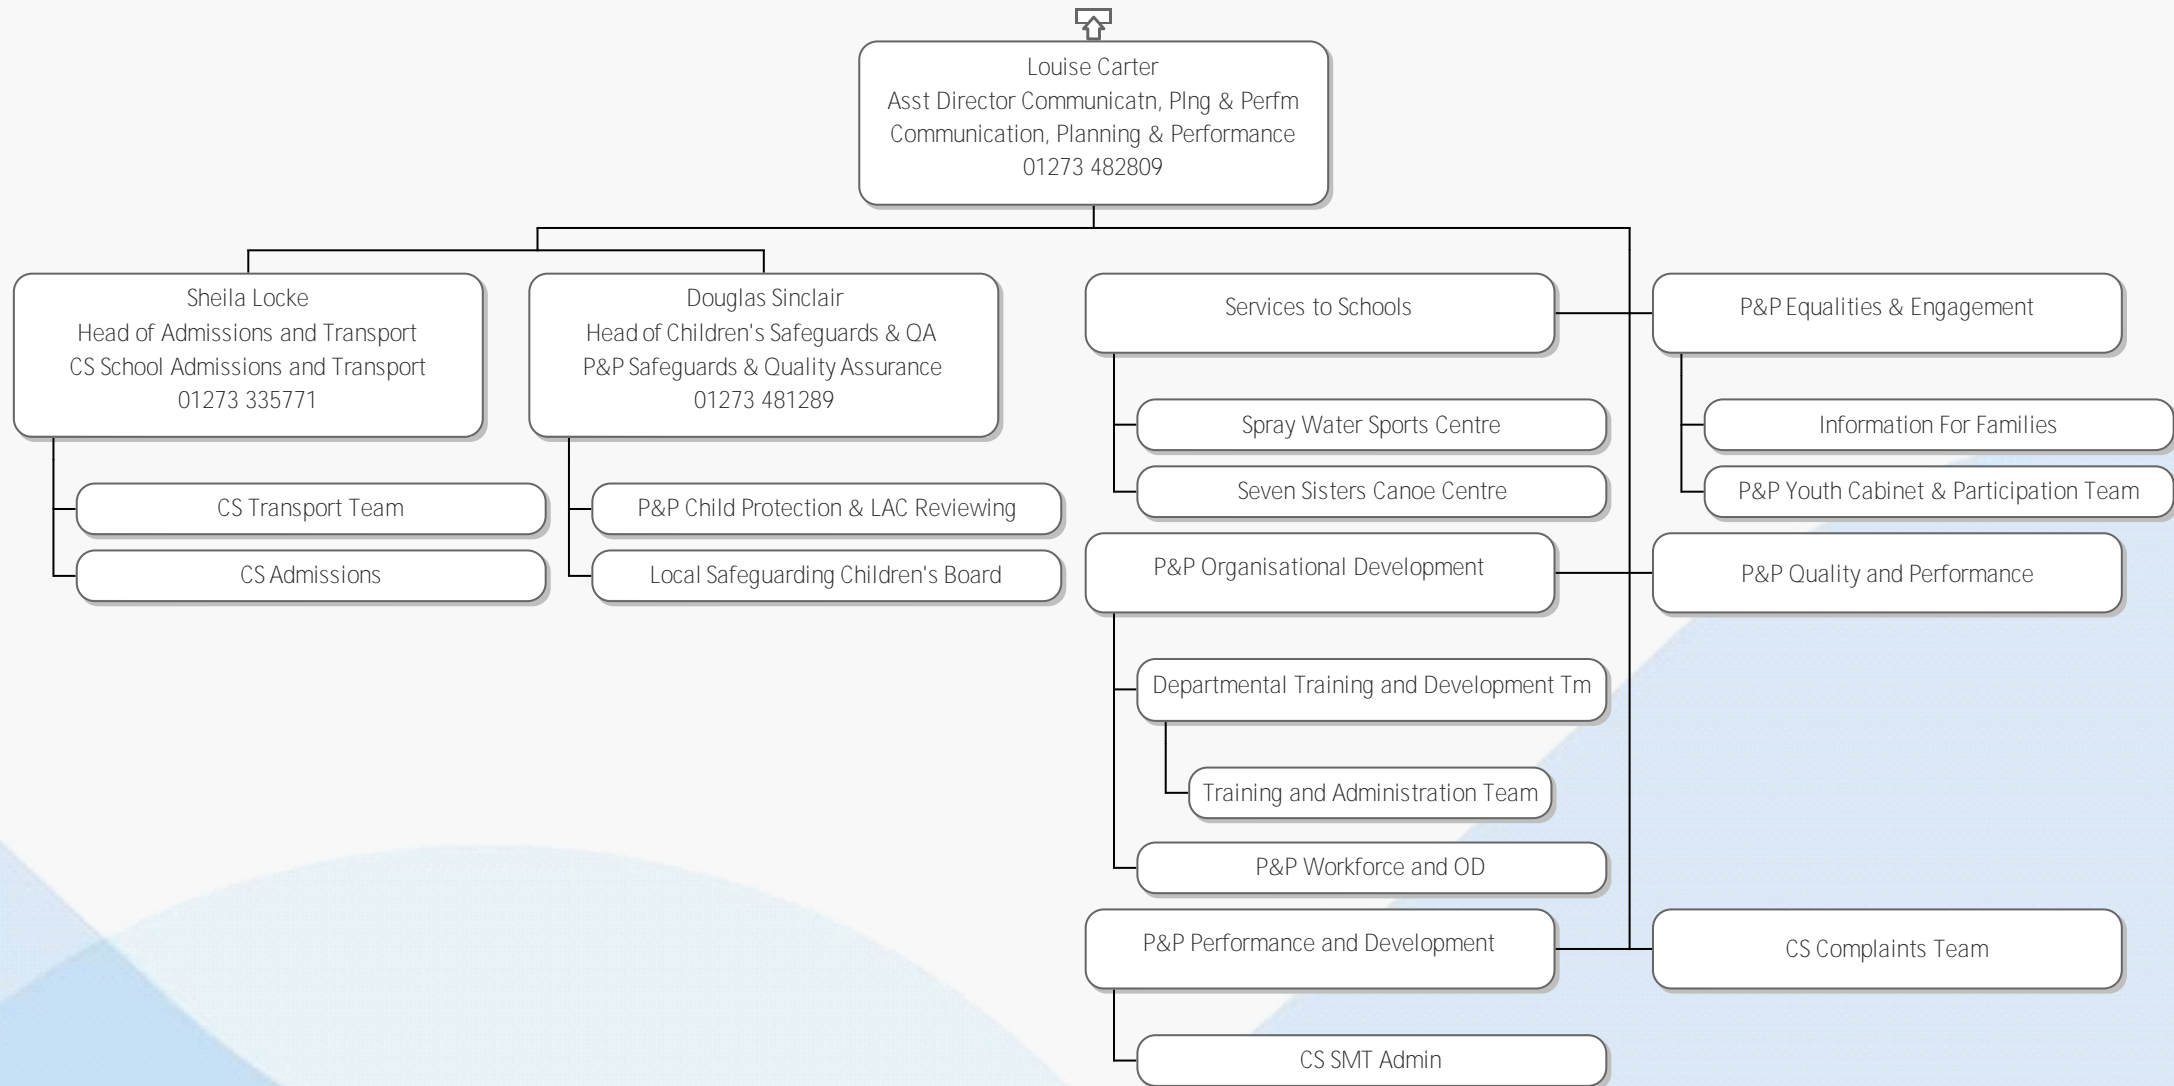 Louise Carter
Asst Director Communicatn, Plng & Perfm
Communication, Planning & Performance
01273 482809
Sheila Locke
Head of Admissions and Transport
CS School Admissions and Transport
01273 335771
CS Transport Team
CS Admissions
Douglas Sinclair
Head of Children's Safeguards & QA
P&P Safeguards & Quality Assurance
01273 481289
P&P Child Protection & LAC Reviewing
Local Safeguarding Children's Board
Services to Schools
Spray Water Sports Centre
Seven Sisters Canoe Centre
P&P Equalities & Engagement
Information For Families
P&P Youth Cabinet & Participation Team
P&P Organisational Development
Departmental Training and Development Tm
Training and Administration Team
P&P Workforce and OD
P&P Quality and Performance
P&P Performance and Development
CS SMT Admin
CS Complaints Team